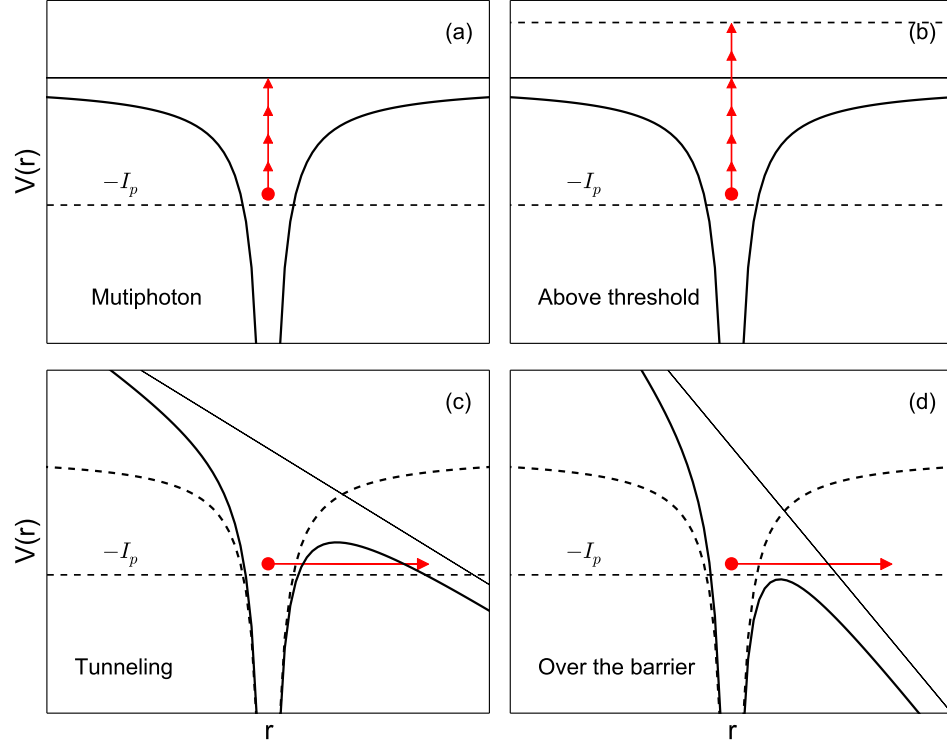 (a)
V(r)
−I_p
Mutiphoton
(b)
−I_p
Above threshold
(c)
V(r)
−I_p
Tunneling
r
(d)
−I_p
Over the barrier
r